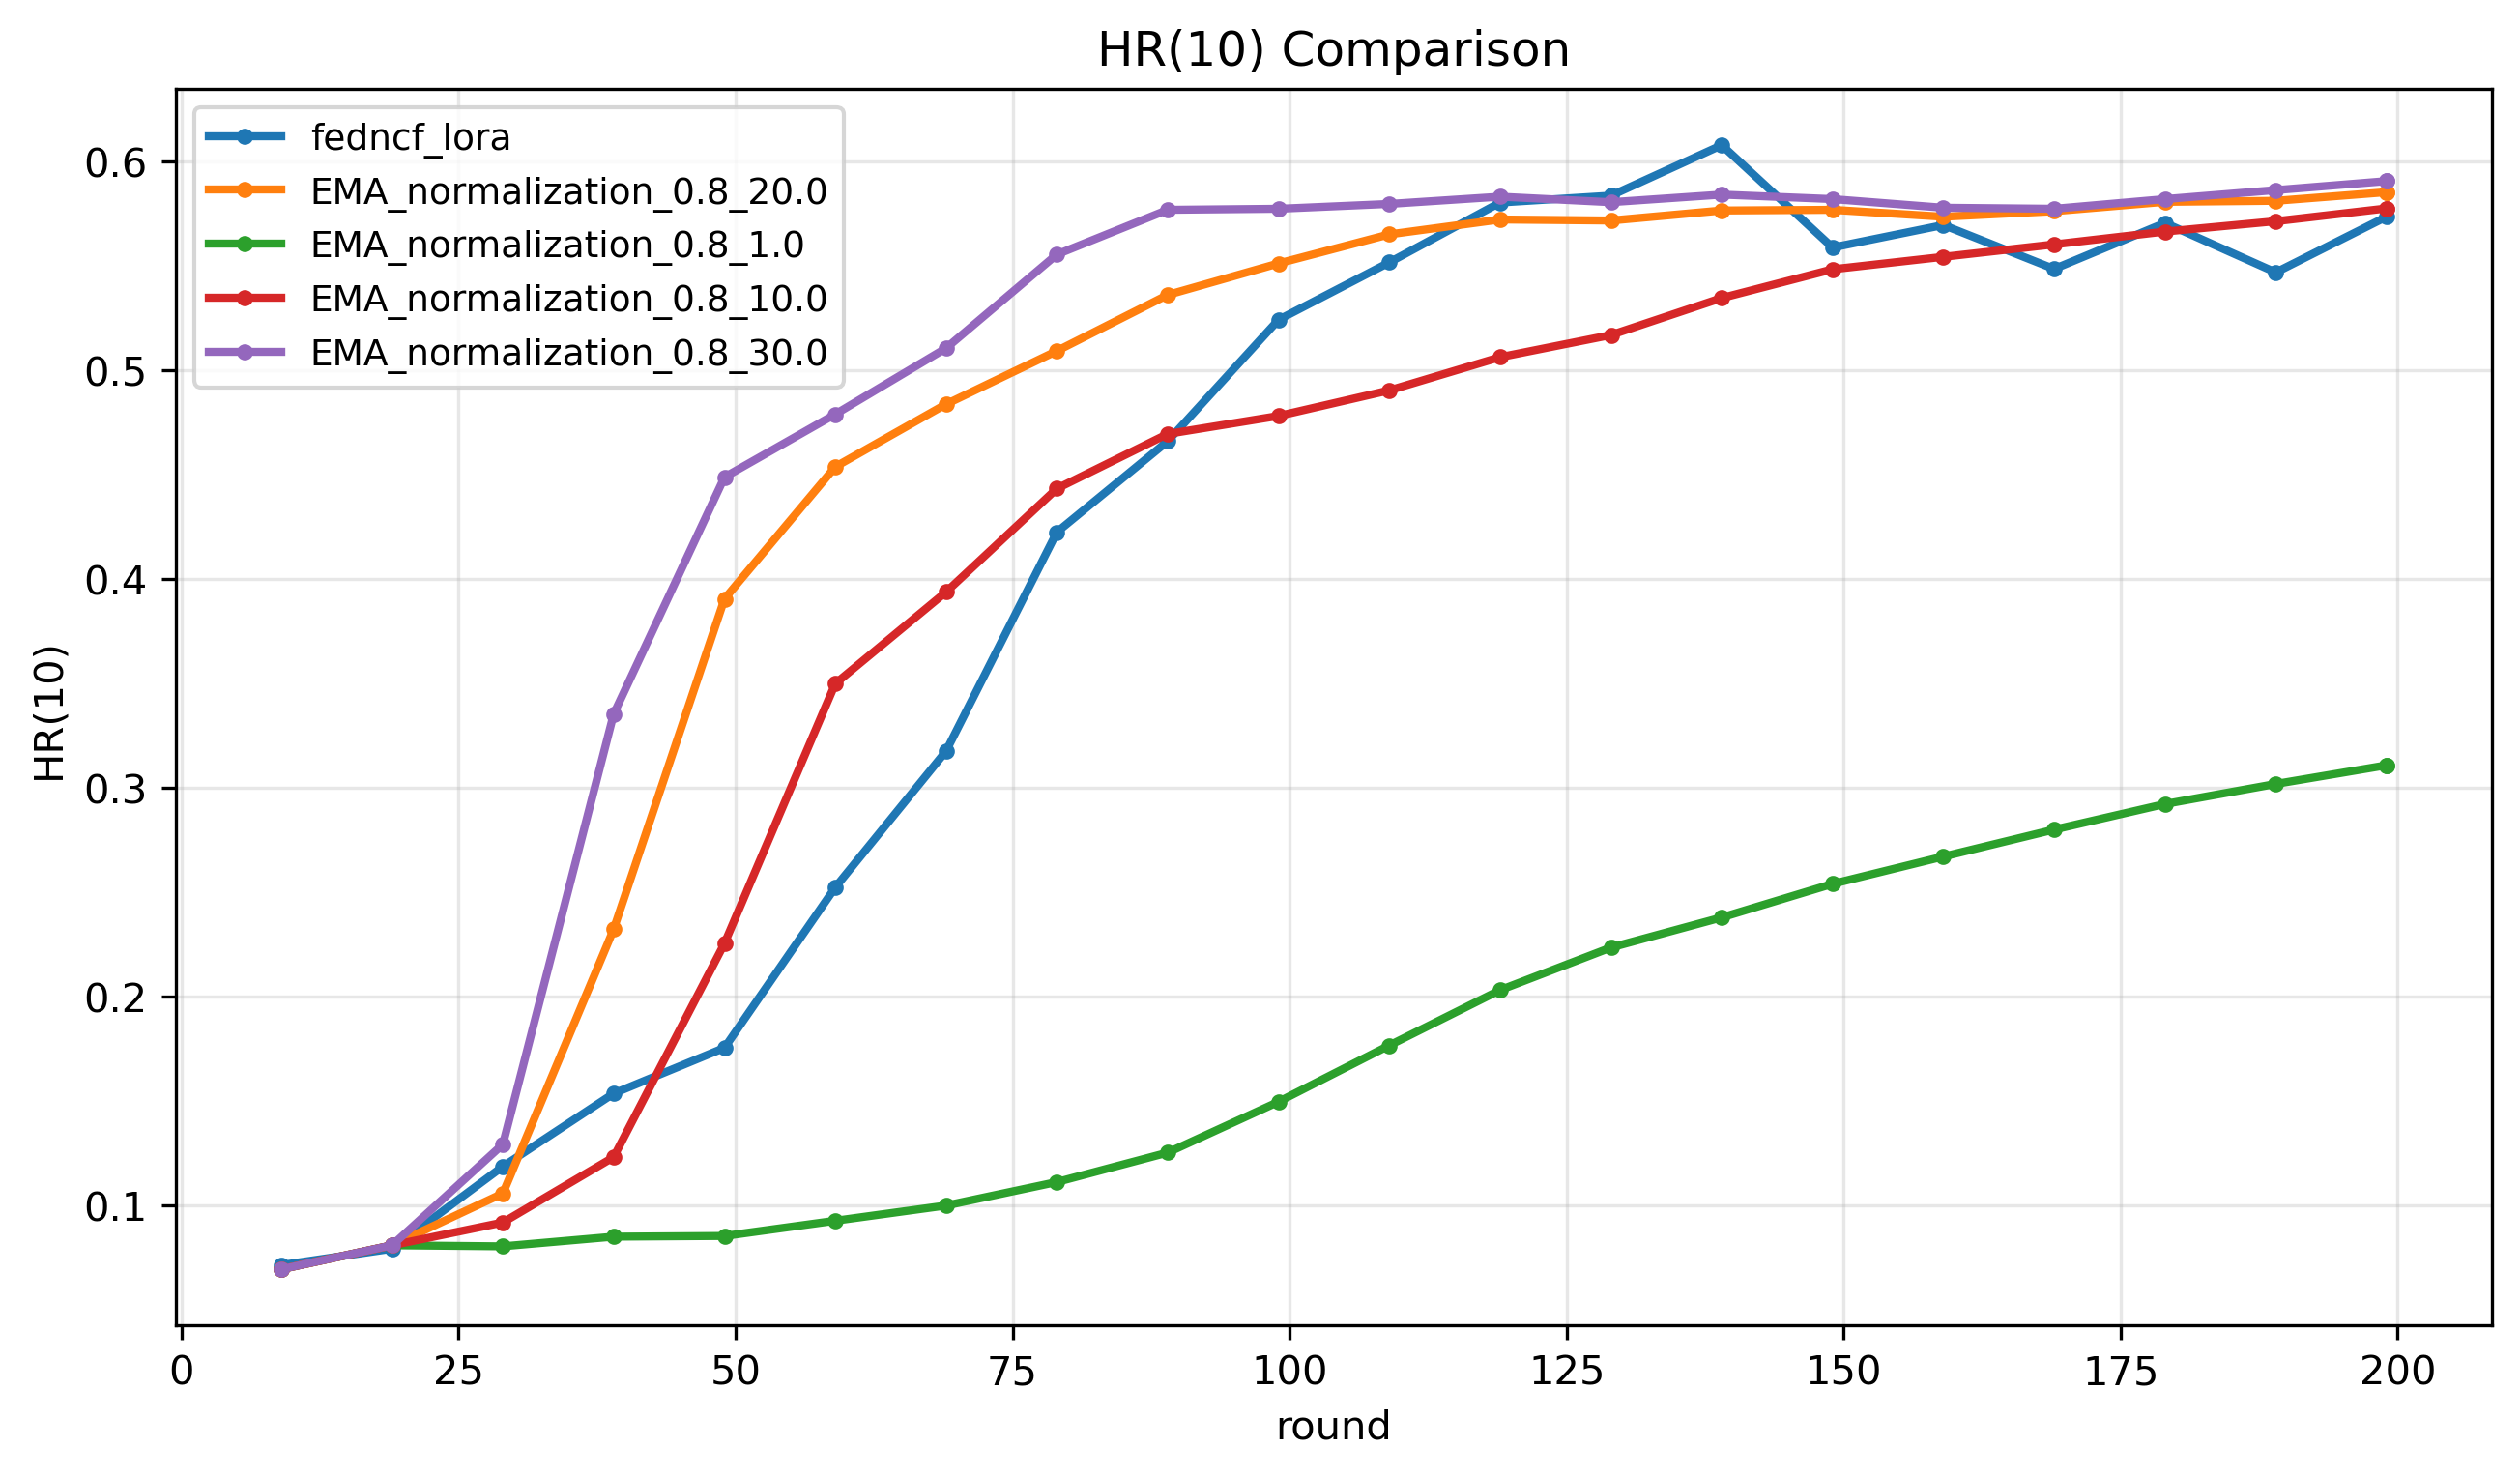 HR(10) Comparison
fedncf_lora
EMA_normalization_0.8_20.0
EMA_normalization_0.8_1.0
EMA_normalization_0.8_10.0
EMA_normalization_0.8_30.0
HR(10)
0.6
0.5
0.4
0.3
0.2
0.1
0 25 50 75 100 125 150 175 200
round